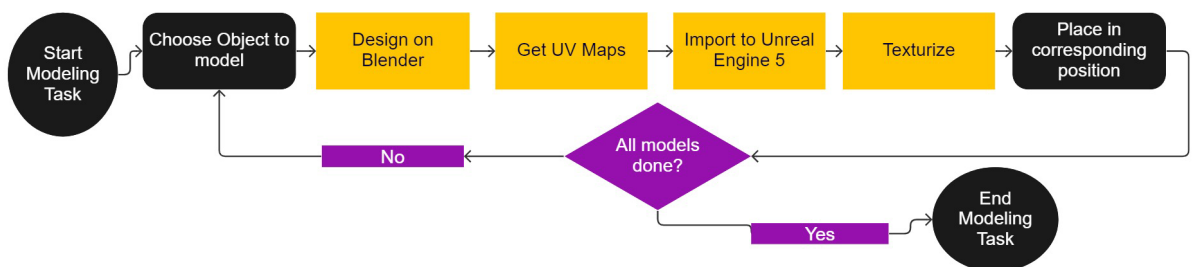 Start
Modeling
Task
Choose Object to
model
Design on
Blender
Get UV Maps
Import to Unreal
Engine 5
Texturize
Place in
corresponding
position
All models
done?
No
Yes
End
Modeling
Task